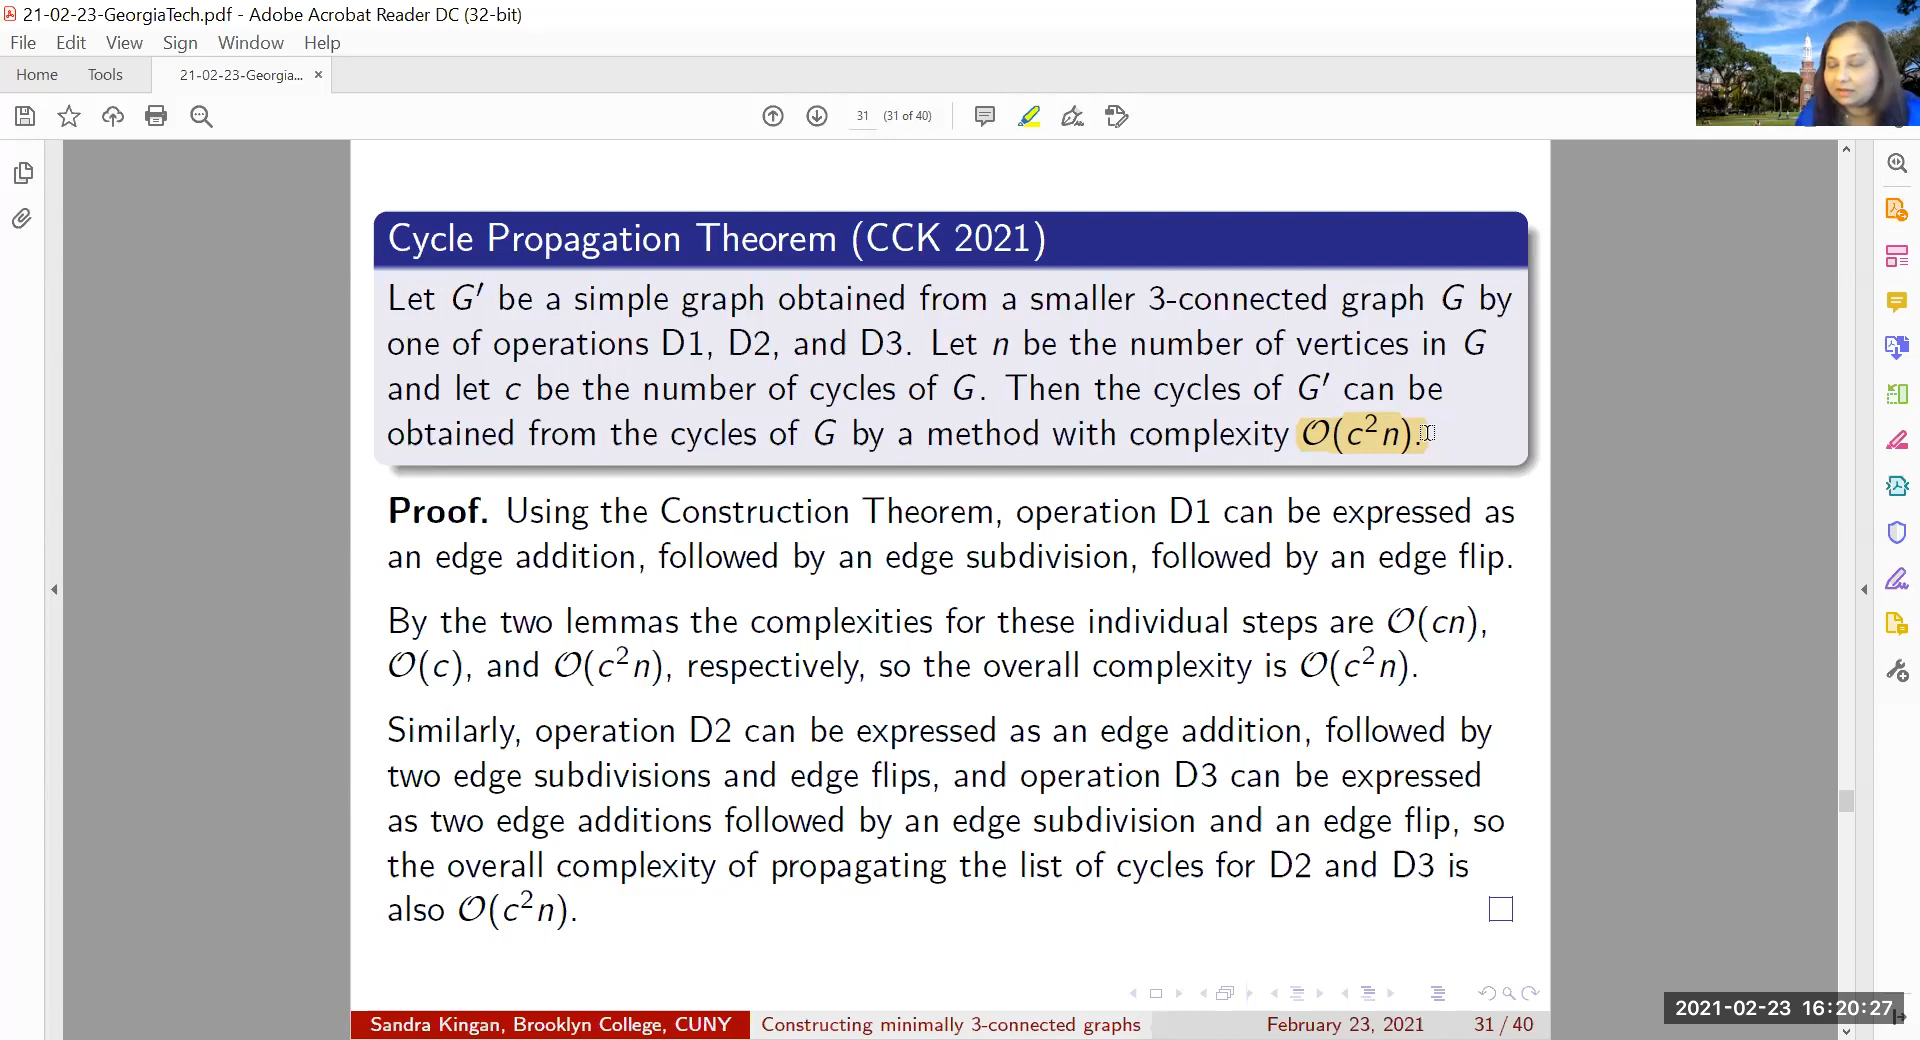 21-02-23-GeorgiaTech.pdf - Adobe Acrobat Reader DC (32-bit)
File Edit View Sign Window Help
Home Tools 21-02-23-Georgia... ×
31 (31 of 40)
Cycle Propagation Theorem (CCK 2021)
Let G′ be a simple graph obtained from a smaller 3-connected graph G by
one of operations D1, D2, and D3. Let n be the number of vertices in G
and let c be the number of cycles of G. Then the cycles of G′ can be
obtained from the cycles of G by a method with complexity 𝒪(c²n).
Proof. Using the Construction Theorem, operation D1 can be expressed as
an edge addition, followed by an edge subdivision, followed by an edge flip.
By the two lemmas the complexities for these individual steps are 𝒪(cn),
𝒪(c), and 𝒪(c²n), respectively, so the overall complexity is 𝒪(c²n).
Similarly, operation D2 can be expressed as an edge addition, followed by
two edge subdivisions and edge flips, and operation D3 can be expressed
as two edge additions followed by an edge subdivision and an edge flip, so
the overall complexity of propagating the list of cycles for D2 and D3 is
also 𝒪(c²n). □
Sandra Kingan, Brooklyn College, CUNY Constructing minimally 3-connected graphs February 23, 2021 31 / 40
2021-02-23 16:20:27